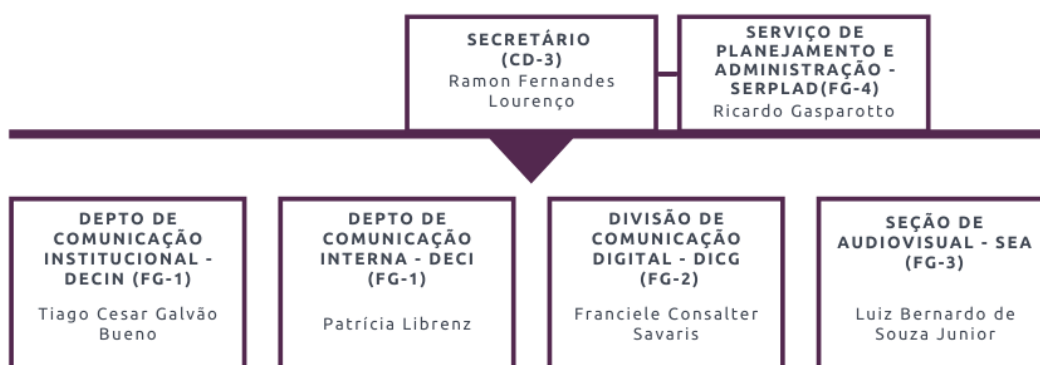 SECRETÁRIO
(CD-3)
Ramon Fernandes
Lourenço
SERVIÇO DE
PLANEJAMENTO E
ADMINISTRAÇÃO -
SERPLAD(FG-4)
Ricardo Gasparotto
DEPTO DE
COMUNICAÇÃO
INSTITUCIONAL -
DECIN (FG-1)
Tiago Cesar Galvão
Bueno
DEPTO DE
COMUNICAÇÃO
INTERNA - DECI
(FG-1)
Patrícia Librenz
DIVISÃO DE
COMUNICAÇÃO
DIGITAL - DICG
(FG-2)
Franciele Consalter
Savaris
SEÇÃO DE
AUDIOVISUAL - SEA
(FG-3)
Luiz Bernardo de
Souza Junior